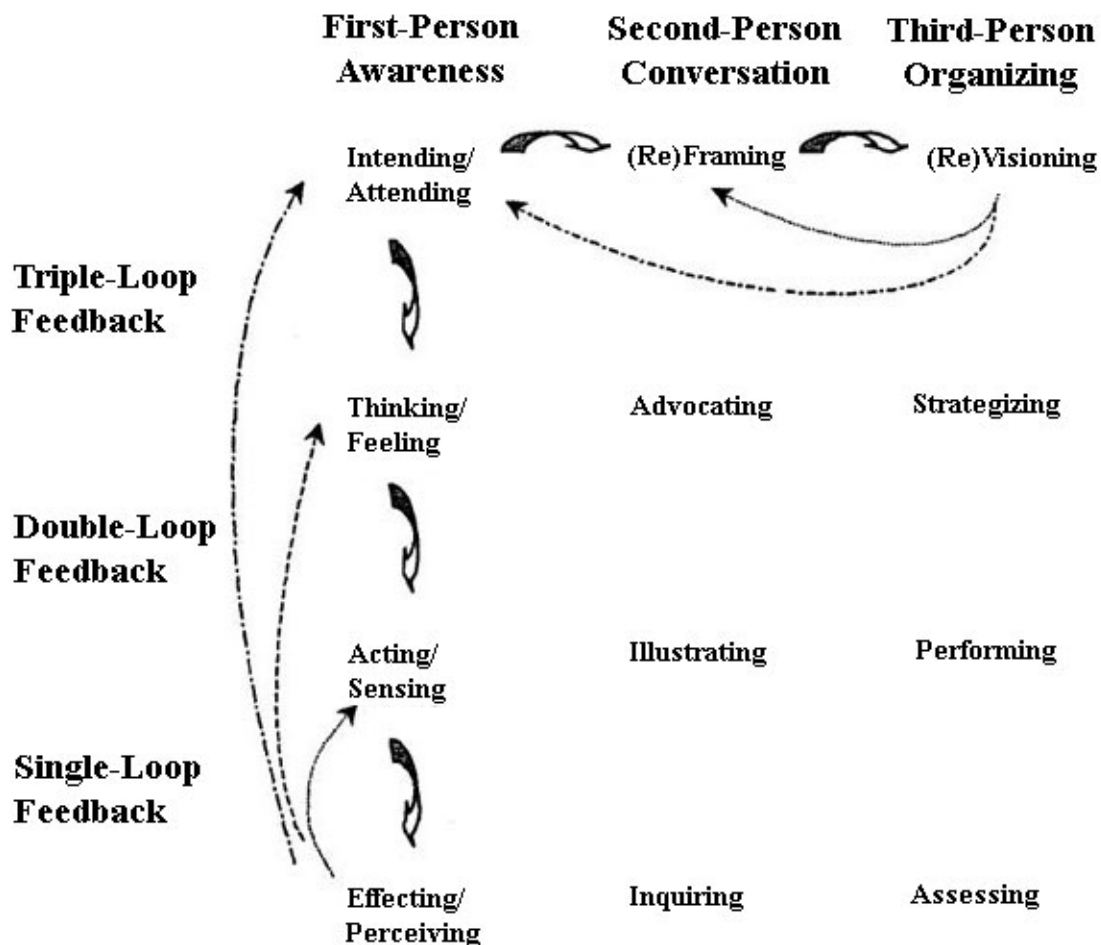 First-Person
Awareness
Second-Person
Conversation
Third-Person
Organizing
Intending/
Attending
(Re)Framing
(Re)Visioning
Triple-Loop
Feedback
Thinking/
Feeling
Advocating
Strategizing
Double-Loop
Feedback
Acting/
Sensing
Illustrating
Performing
Single-Loop
Feedback
Effecting/
Perceiving
Inquiring
Assessing